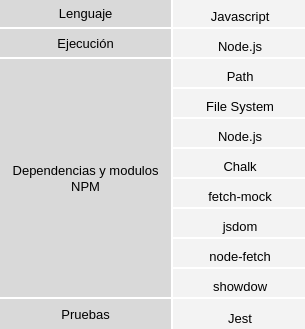 Lenguaje
Javascript
Ejecución
Node.js
Dependencias y modulos
NPM
Path
File System
Node.js
Chalk
fetch-mock
jsdom
node-fetch
showdow
Pruebas
Jest